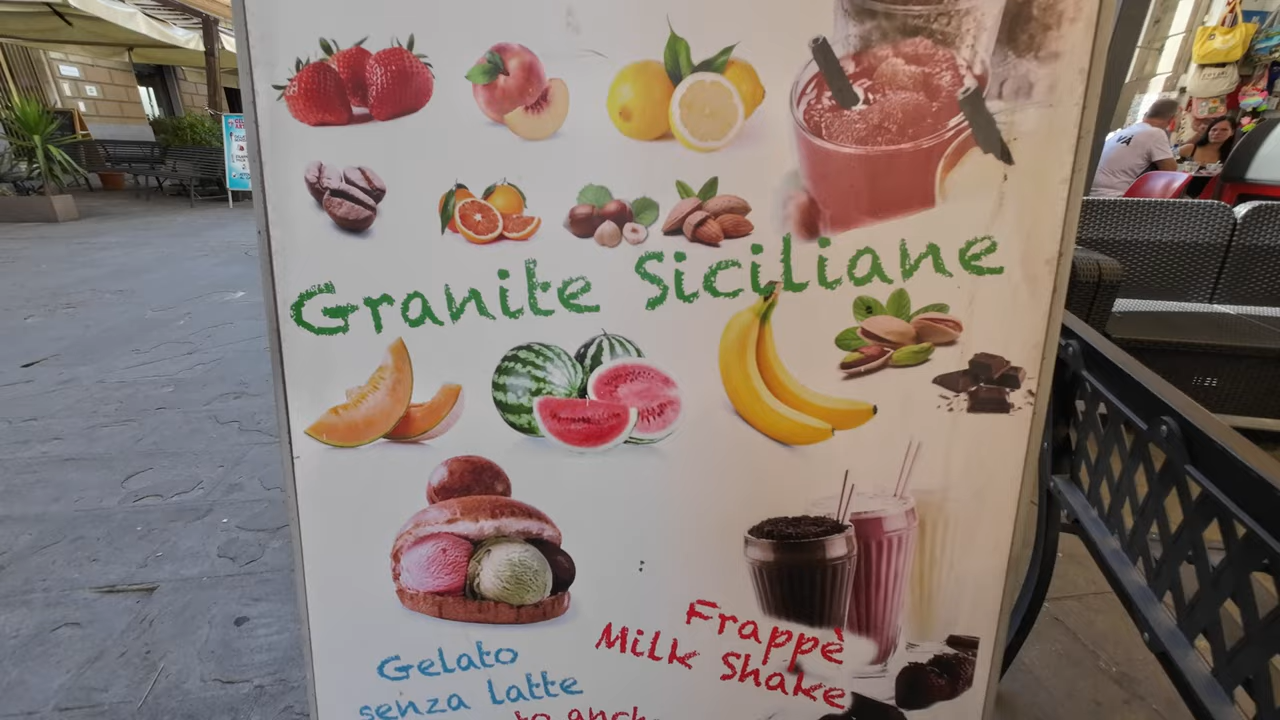 Granite Siciliane
Gelato
senza latte
Frappè
Milk Shake